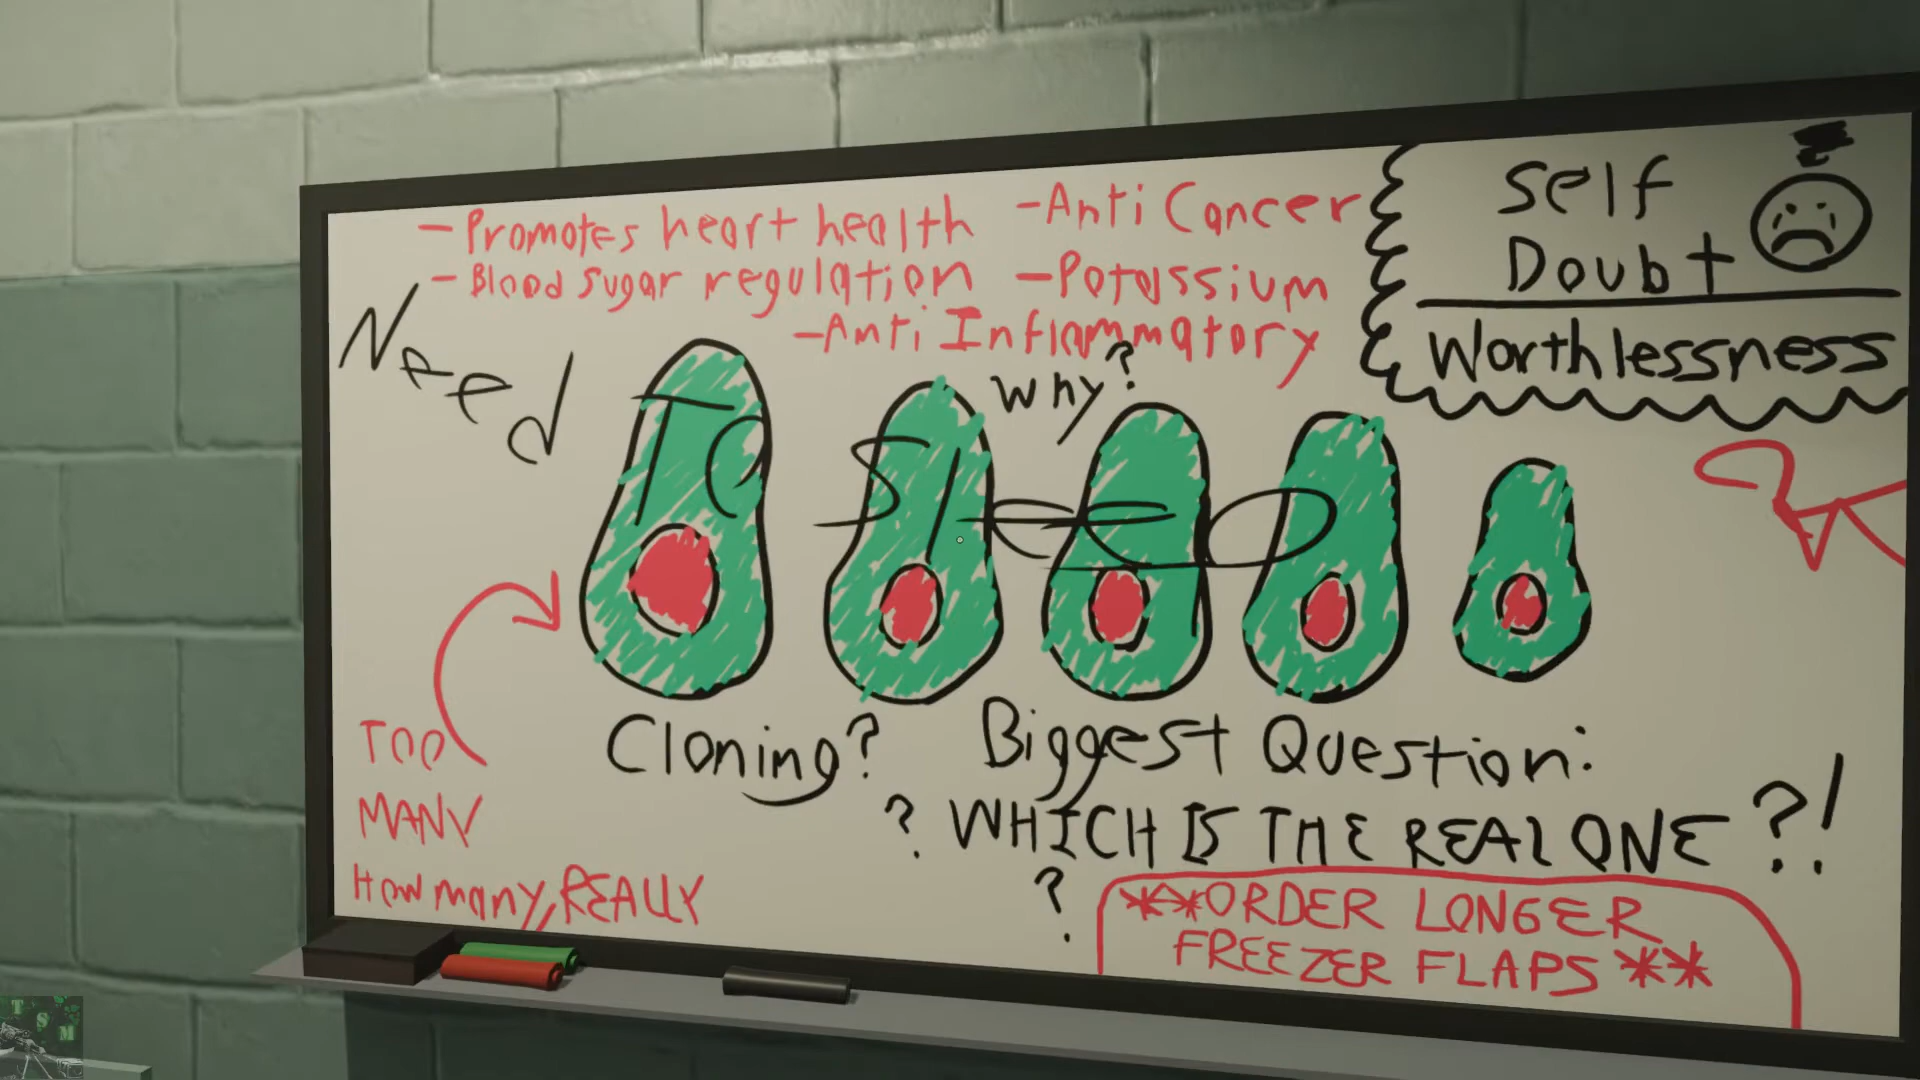 - Promotes heart health
- Blood sugar regulation
- Anti Cancer
- Potassium
- Anti Inflammatory
Self
Doubt
Worthlessness
Need
To
Sleep
Why?
TOO
MANY
How many, REALLY
Cloning?
Biggest Question:
? WHICH IS THE REAL ONE ?!
?
**ORDER LONGER
FREEZER FLAPS **
TSM